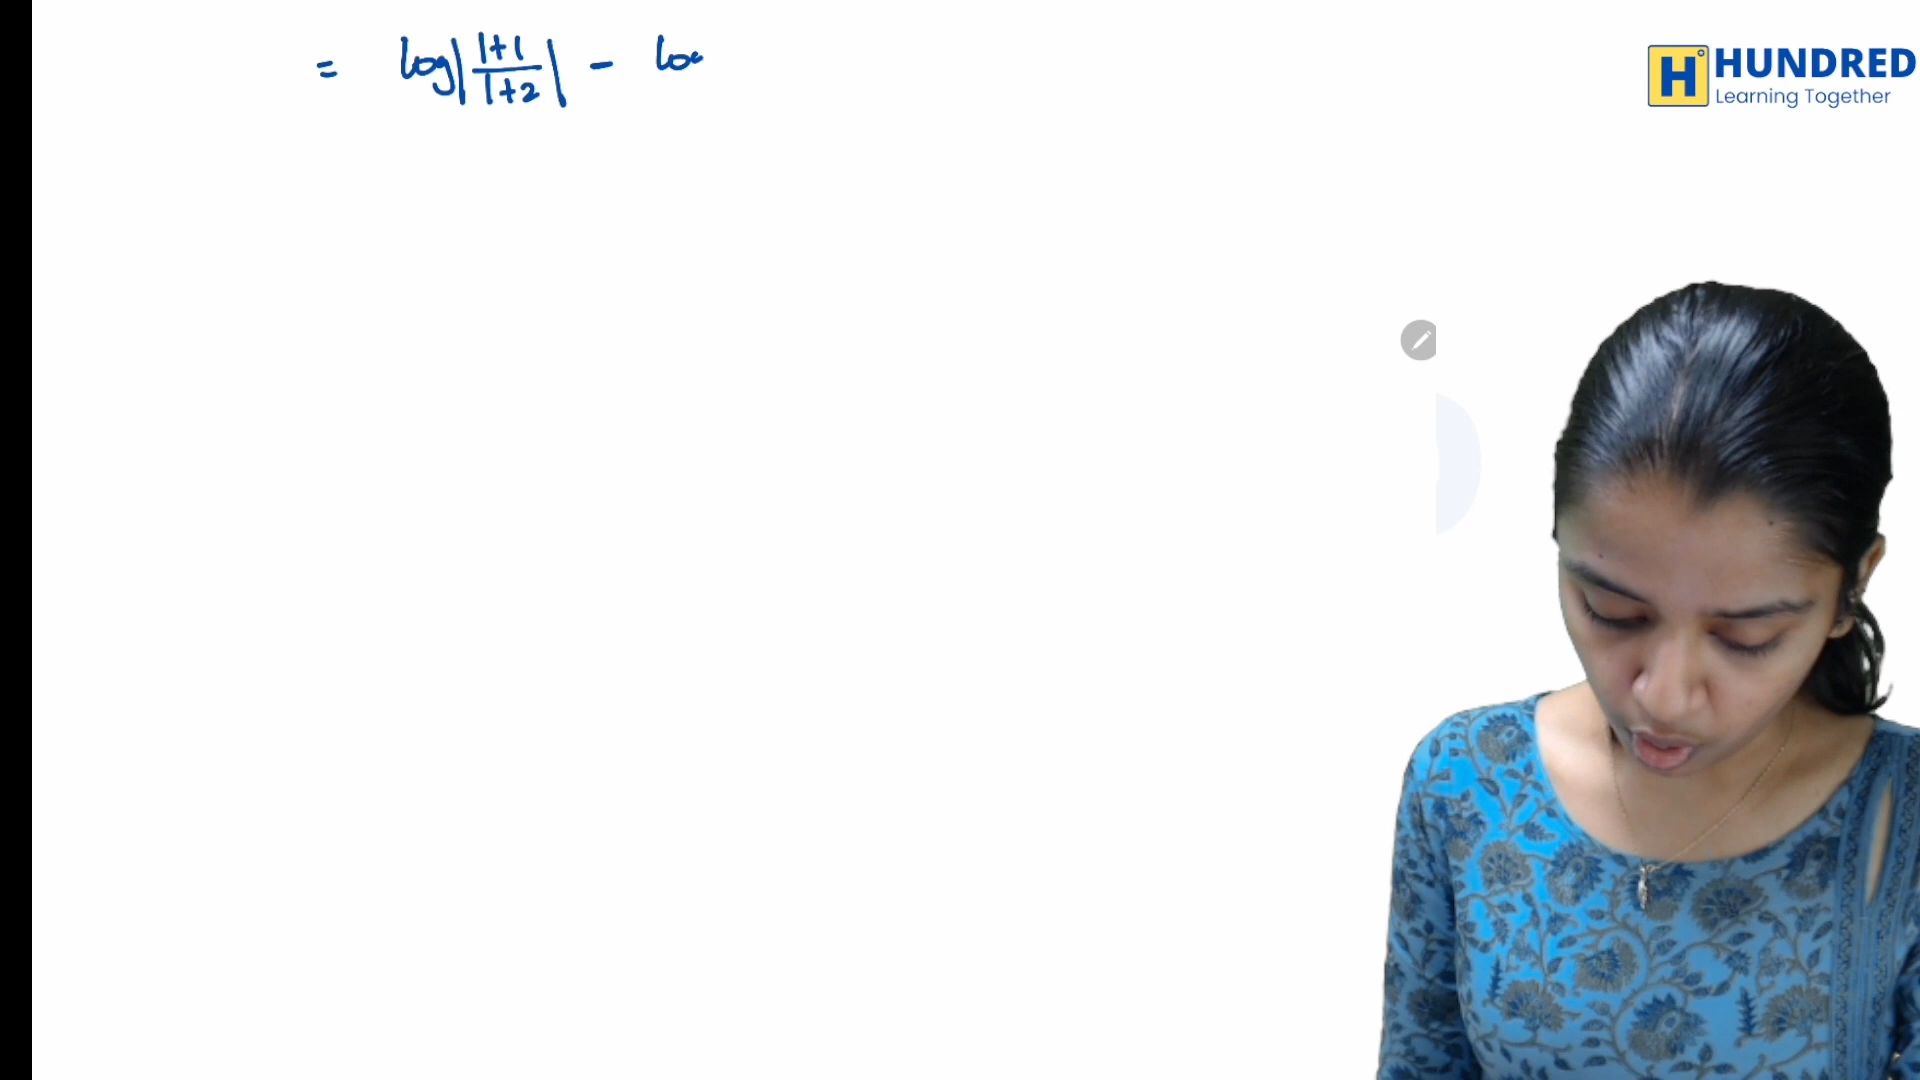 = log|1+1/1+2| - lo
H HUNDRED
Learning Together